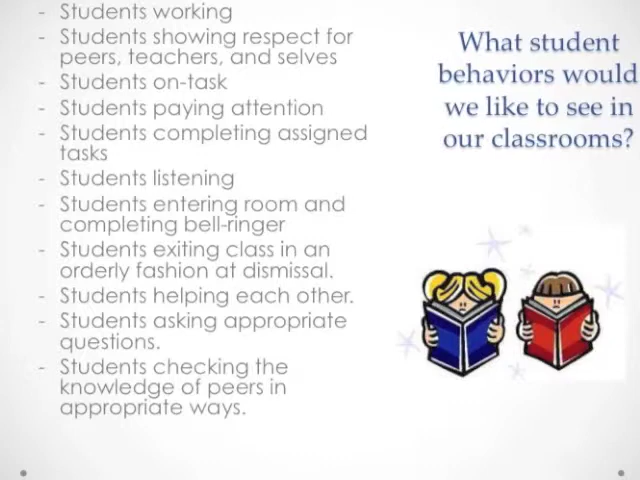 - Students working
- Students showing respect for
peers, teachers, and selves
- Students on-task
- Students paying attention
- Students completing assigned
tasks
- Students listening
- Students entering room and
completing bell-ringer
- Students exiting class in an
orderly fashion at dismissal.
- Students helping each other.
- Students asking appropriate
questions.
- Students checking the
knowledge of peers in
appropriate ways.
What student
behaviors would
we like to see in
our classrooms?